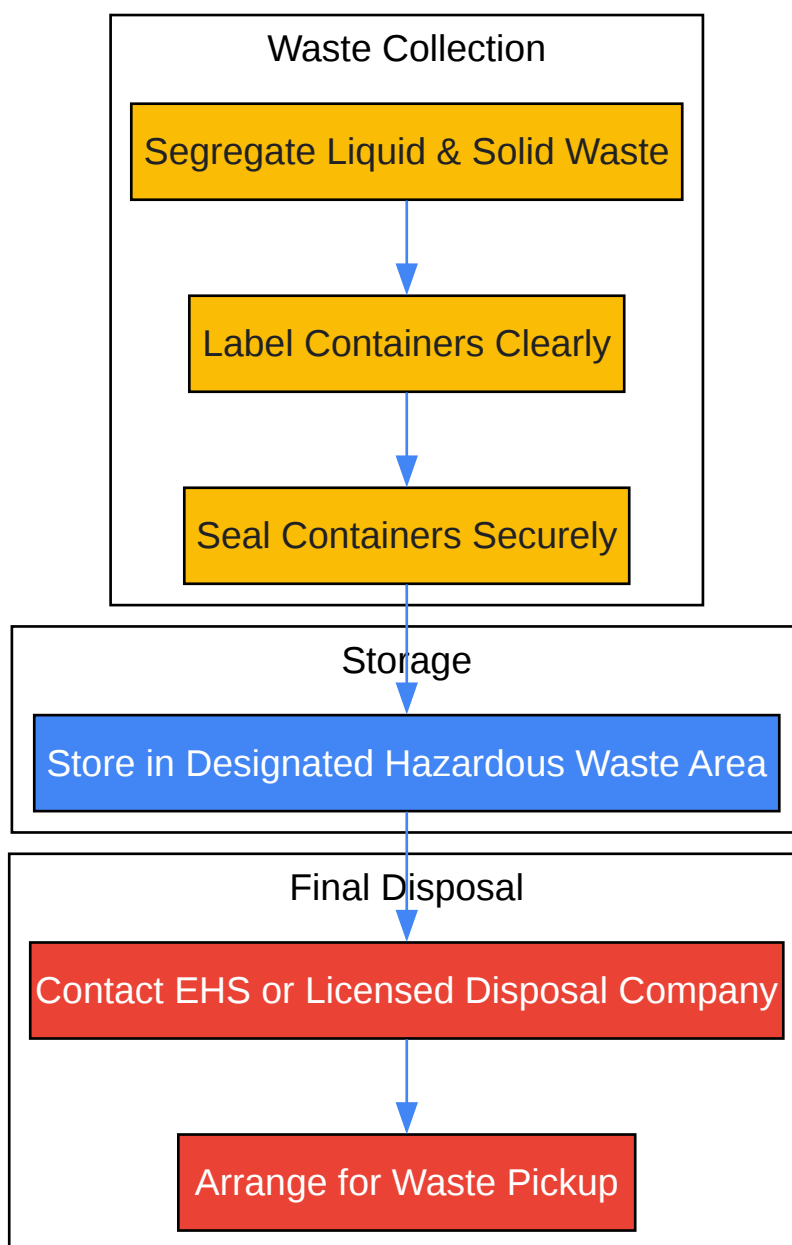 Waste Collection
Segregate Liquid & Solid Waste
Label Containers Clearly
Seal Containers Securely
Storage
Store in Designated Hazardous Waste Area
Final Disposal
Contact EHS or Licensed Disposal Company
Arrange for Waste Pickup